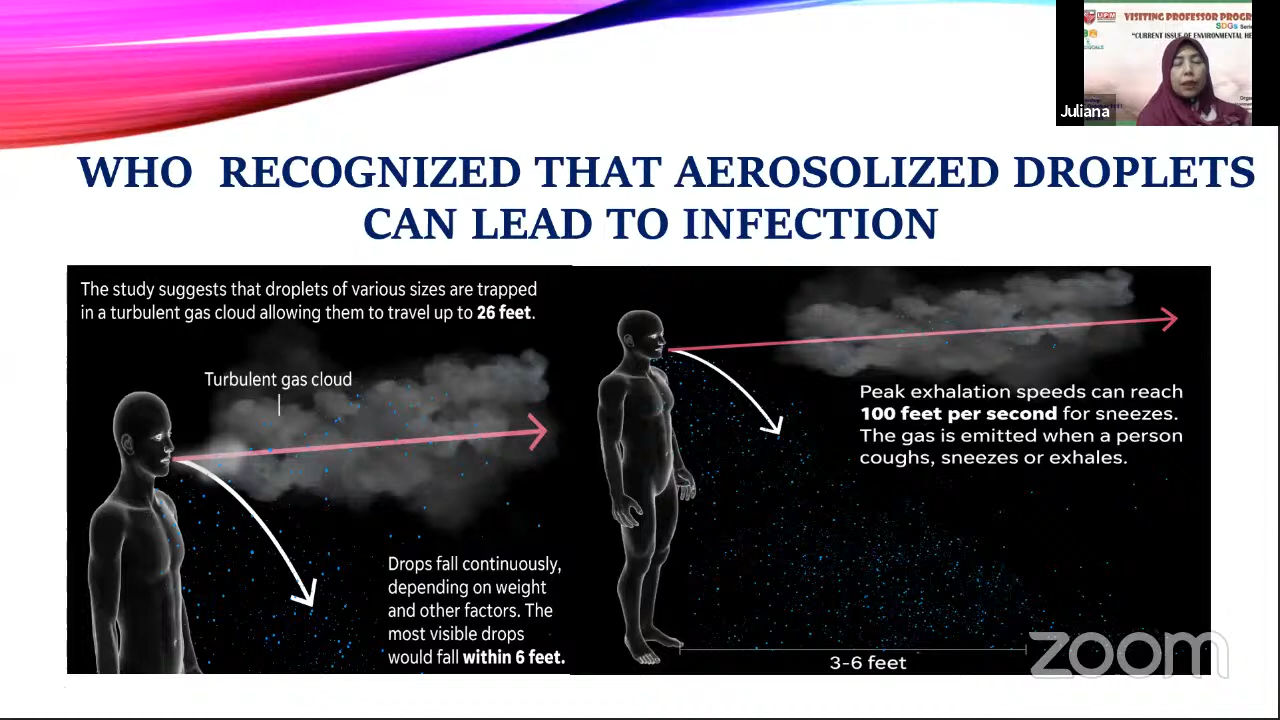 VISITING PROFESSOR PROGR
SDGs Serie
"CURRENT ISSUE OF ENVIRONMENTAL HE
Juliana
WHO RECOGNIZED THAT AEROSOLIZED DROPLETS
CAN LEAD TO INFECTION
The study suggests that droplets of various sizes are trapped
in a turbulent gas cloud allowing them to travel up to 26 feet.
Turbulent gas cloud
Drops fall continuously,
depending on weight
and other factors. The
most visible drops
would fall within 6 feet.
Peak exhalation speeds can reach
100 feet per second for sneezes.
The gas is emitted when a person
coughs, sneezes or exhales.
3-6 feet
zoom